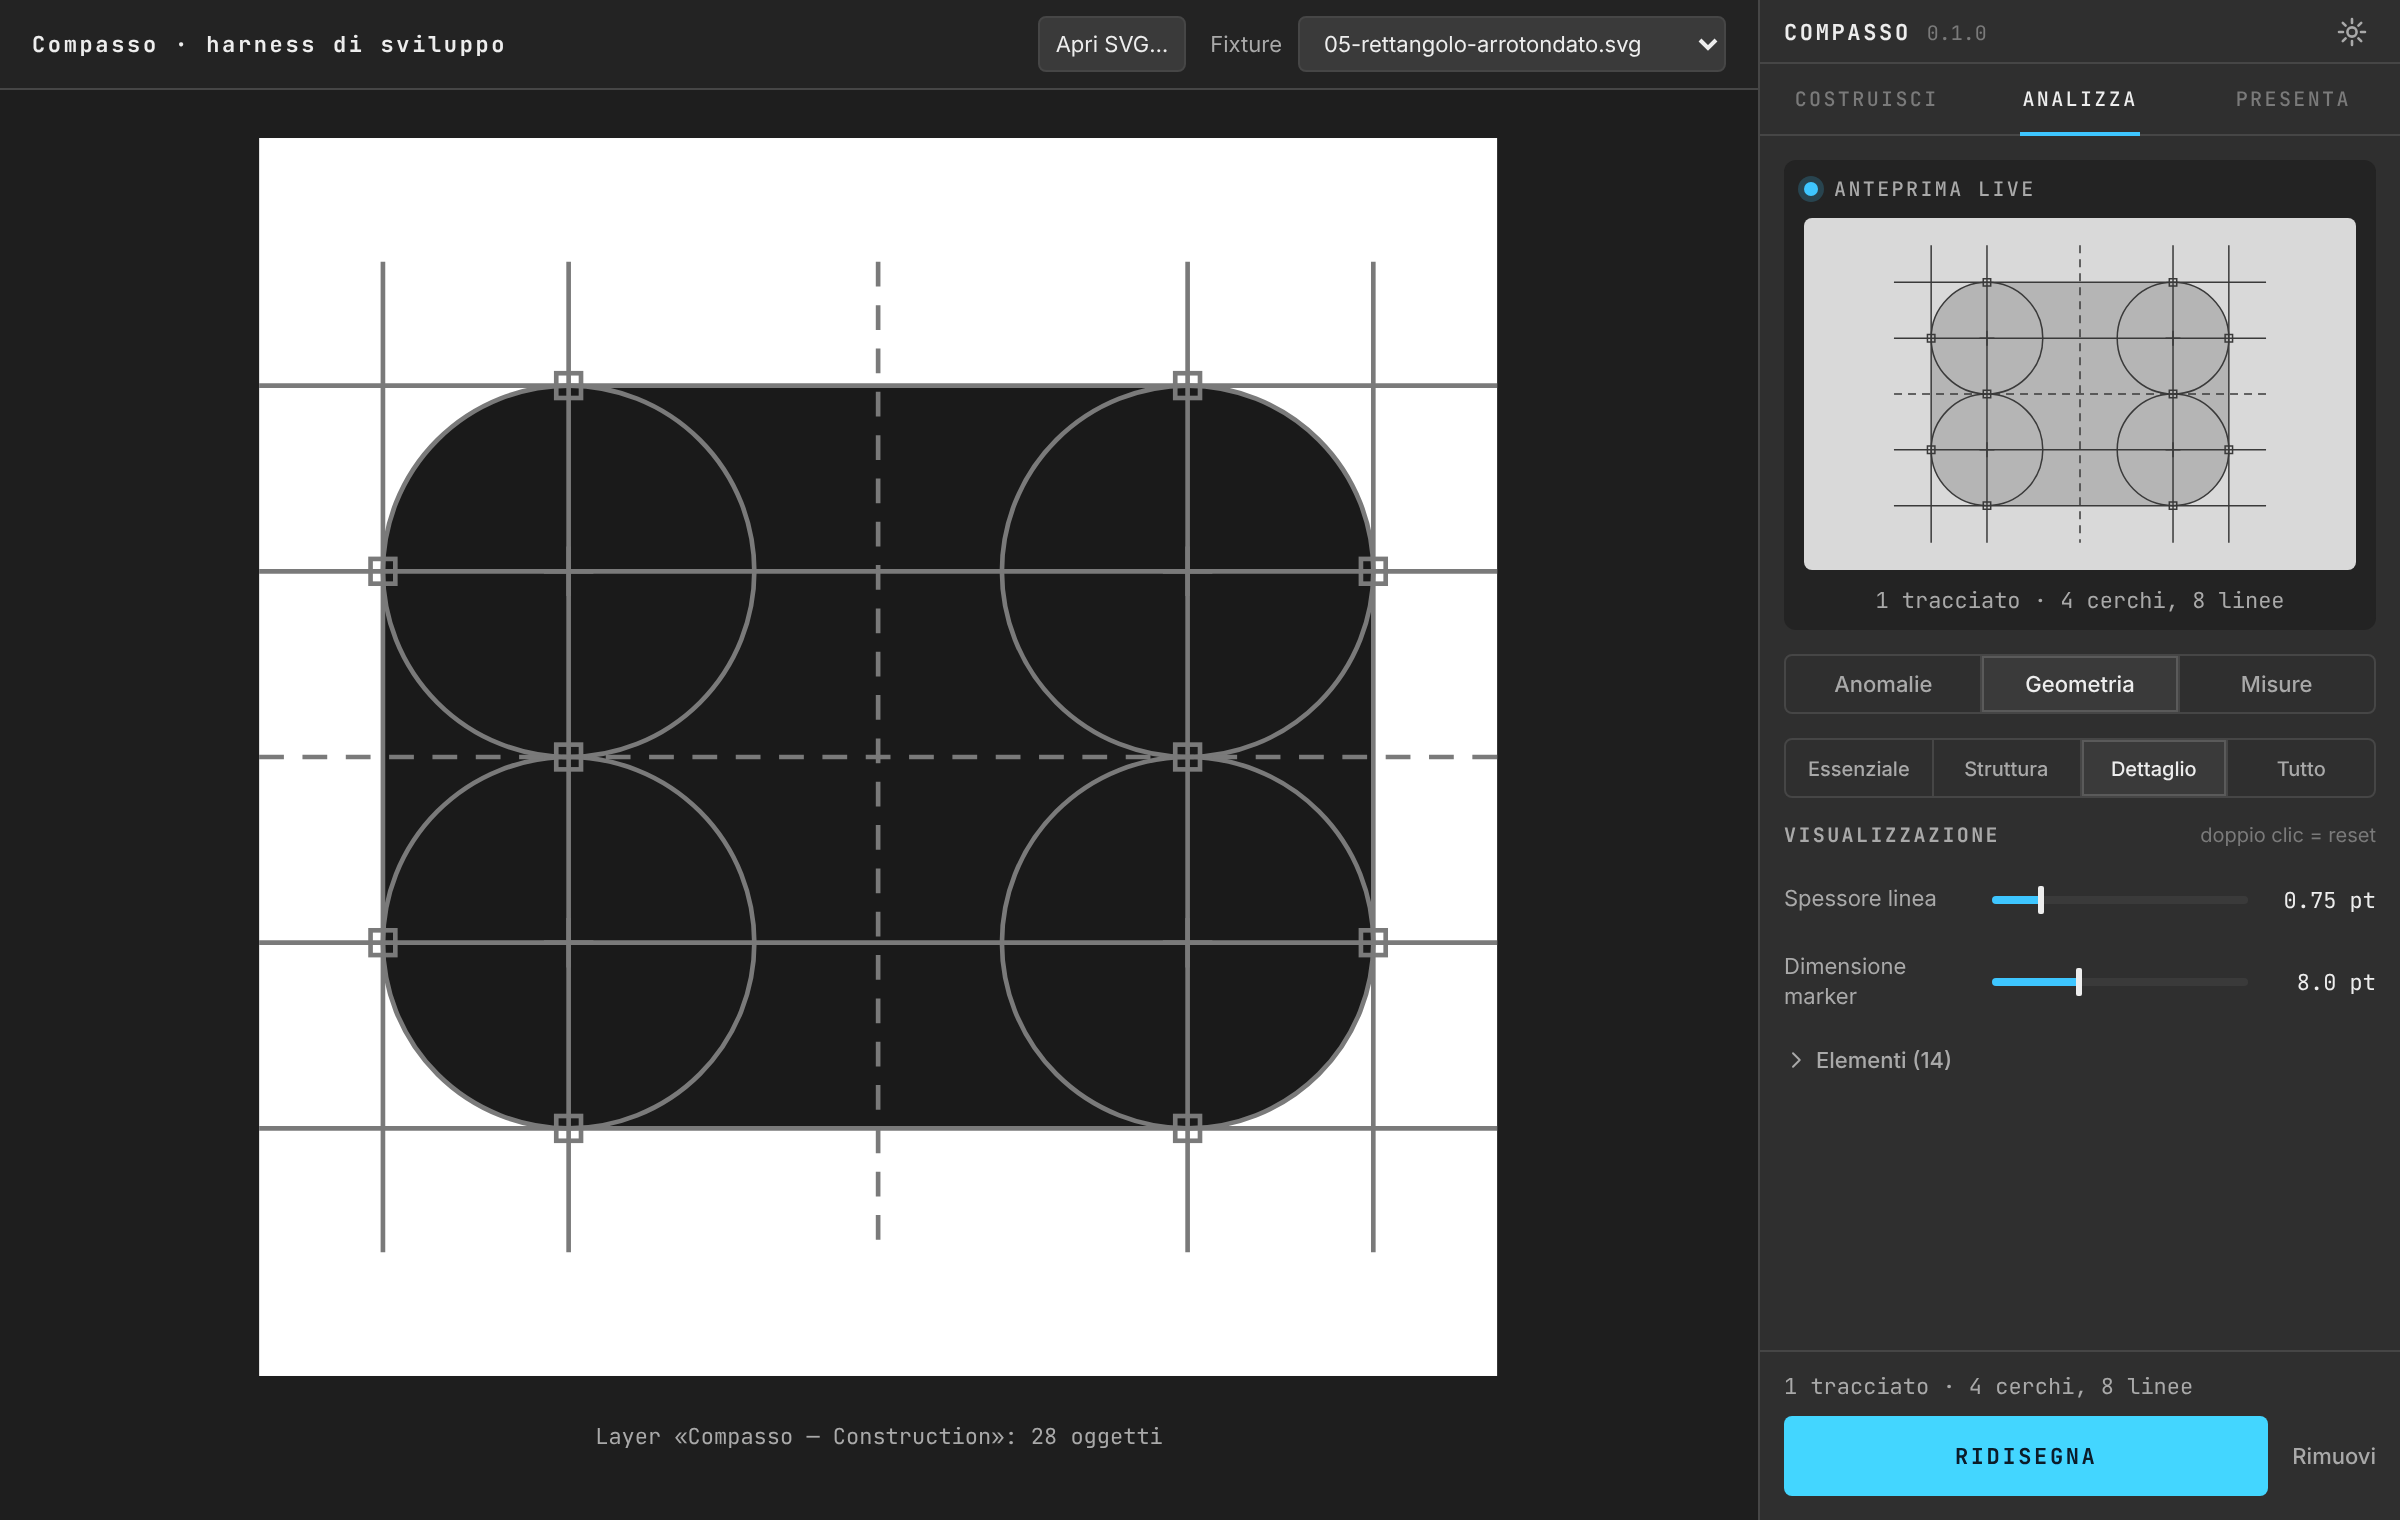 Compasso · harness di sviluppo
Apri SVG...
Fixture
05-rettangolo-arrotondato.svg
Layer «Compasso — Construction»: 28 oggetti
COMPASSO 0.1.0
COSTRUISCI
ANALIZZA
PRESENTA
ANTEPRIMA LIVE
1 tracciato · 4 cerchi, 8 linee
Anomalie
Geometria
Misure
Essenziale
Struttura
Dettaglio
Tutto
VISUALIZZAZIONE
doppio clic = reset
Spessore linea
0.75 pt
Dimensione
marker
8.0 pt
Elementi (14)
1 tracciato · 4 cerchi, 8 linee
RIDISEGNA
Rimuovi